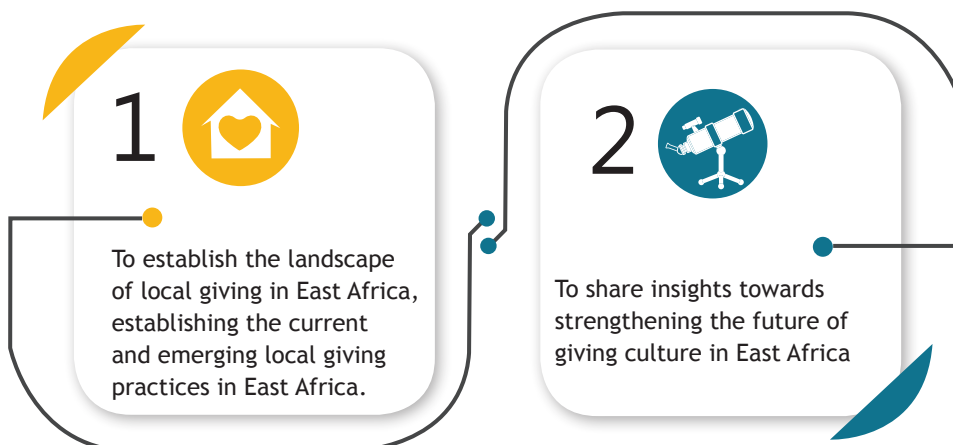 1
To establish the landscape
of local giving in East Africa,
establishing the current
and emerging local giving
practices in East Africa.
2
To share insights towards
strengthening the future of
giving culture in East Africa